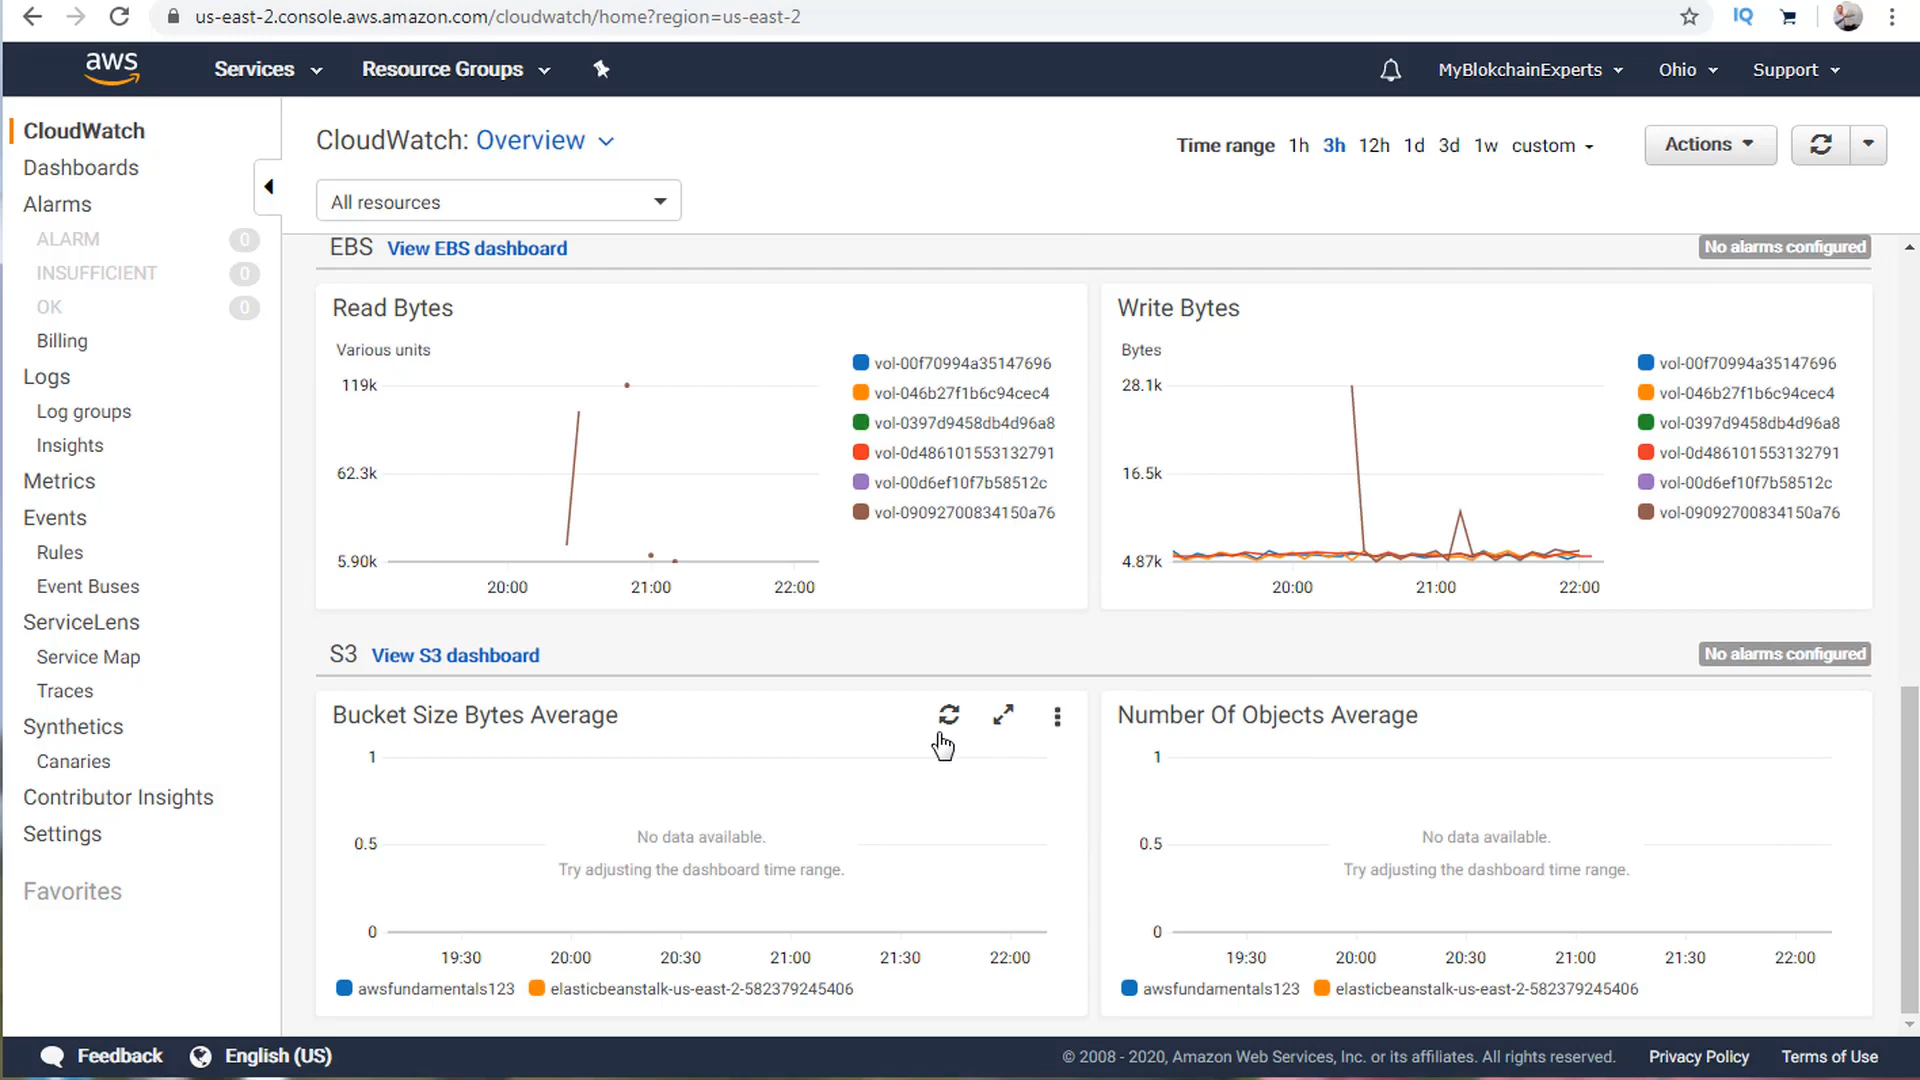 us-east-2.console.aws.amazon.com/cloudwatch/home?region=us-east-2
IQ
aws
Services
Resource Groups
MyBlokchainExperts
Ohio
Support
CloudWatch
Dashboards
Alarms
ALARM 0
INSUFFICIENT 0
OK 0
Billing
Logs
Log groups
Insights
Metrics
Events
Rules
Event Buses
ServiceLens
Service Map
Traces
Synthetics
Canaries
Contributor Insights
Settings
Favorites
CloudWatch: Overview
Time range 1h 3h 12h 1d 3d 1w custom
Actions
All resources
EBS View EBS dashboard
No alarms configured
Read Bytes
Various units
119k
62.3k
5.90k
20:00 21:00 22:00
vol-00f70994a35147696
vol-046b27f1b6c94cec4
vol-0397d9458db4d96a8
vol-0d486101553132791
vol-00d6ef10f7b58512c
vol-09092700834150a76
Write Bytes
Bytes
28.1k
16.5k
4.87k
20:00 21:00 22:00
vol-00f70994a35147696
vol-046b27f1b6c94cec4
vol-0397d9458db4d96a8
vol-0d486101553132791
vol-00d6ef10f7b58512c
vol-09092700834150a76
S3 View S3 dashboard
No alarms configured
Bucket Size Bytes Average
1
0.5
0
No data available.
Try adjusting the dashboard time range.
19:30 20:00 20:30 21:00 21:30 22:00
awsfundamentals123 elasticbeanstalk-us-east-2-582379245406
Number Of Objects Average
1
0.5
0
No data available.
Try adjusting the dashboard time range.
19:30 20:00 20:30 21:00 21:30 22:00
awsfundamentals123 elasticbeanstalk-us-east-2-582379245406
Feedback
English (US)
© 2008 - 2020, Amazon Web Services, Inc. or its affiliates. All rights reserved.
Privacy Policy
Terms of Use